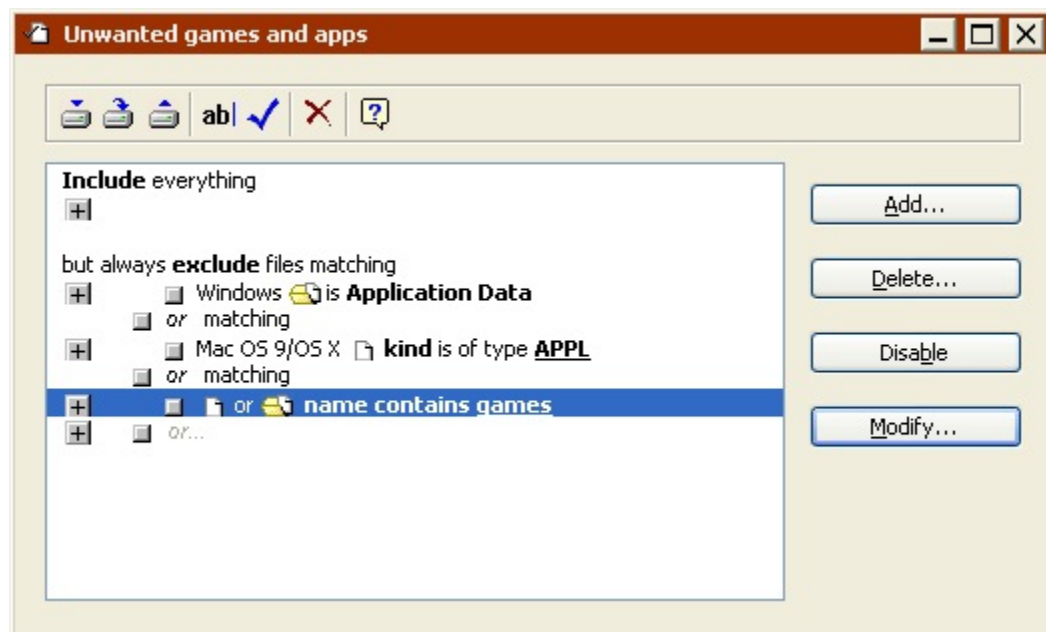 Unwanted games and apps
ab
Include everything
but always exclude files matching
Windows is Application Data
or matching
Mac OS 9/OS X kind is of type APPL
or matching
or name contains games
or...
Add...
Delete...
Disable
Modify...